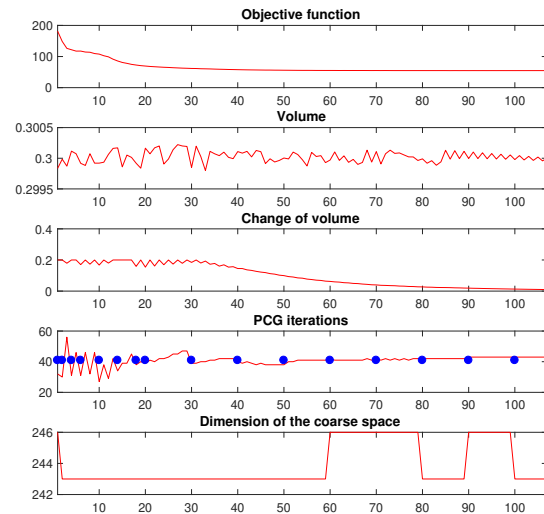 Objective function
200
100
0
10 20 30 40 50 60 70 80 90 100
Volume
0.3005
0.3
0.2995
10 20 30 40 50 60 70 80 90 100
Change of volume
0.4
0.2
0
10 20 30 40 50 60 70 80 90 100
PCG iterations
60
40
20
10 20 30 40 50 60 70 80 90 100
Dimension of the coarse space
246
244
242
10 20 30 40 50 60 70 80 90 100